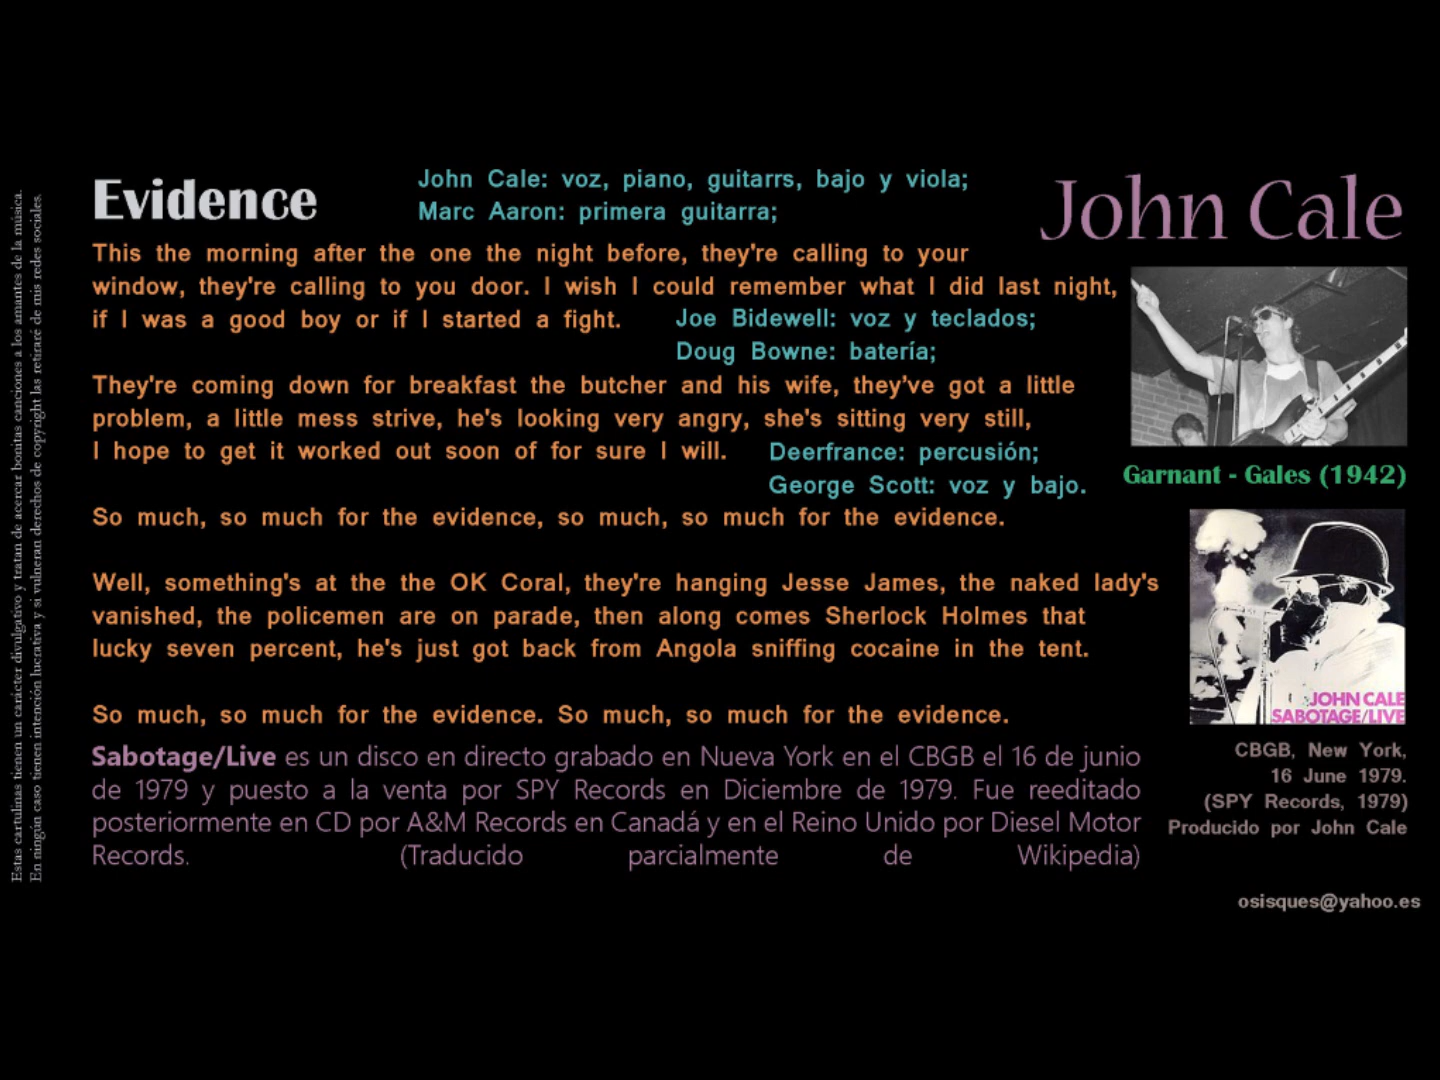 Estas cartulinas tienen un carácter divulgativo y tratan de acercar bonitas canciones a los amantes de la música.
En ningún caso tienen intención lucrativa y si vulneran derechos de copyright las retiraré de mis redes sociales.
Evidence
John Cale: voz, piano, guitarrs, bajo y viola;
Marc Aaron: primera guitarra;
John Cale
This the morning after the one the night before, they're calling to your
window, they're calling to you door. I wish I could remember what I did last night,
if I was a good boy or if I started a fight.
Joe Bidewell: voz y teclados;
Doug Bowne: batería;
They're coming down for breakfast the butcher and his wife, they've got a little
problem, a little mess strive, he's looking very angry, she's sitting very still,
I hope to get it worked out soon of for sure I will.
Deerfrance: percusión;
George Scott: voz y bajo.
Garnant - Gales (1942)
So much, so much for the evidence, so much, so much for the evidence.
Well, something's at the the OK Coral, they're hanging Jesse James, the naked lady's
vanished, the policemen are on parade, then along comes Sherlock Holmes that
lucky seven percent, he's just got back from Angola sniffing cocaine in the tent.
So much, so much for the evidence. So much, so much for the evidence.
JOHN CALE
SABOTAGE/LIVE
Sabotage/Live es un disco en directo grabado en Nueva York en el CBGB el 16 de junio
de 1979 y puesto a la venta por SPY Records en Diciembre de 1979. Fue reeditado
posteriormente en CD por A&M Records en Canadá y en el Reino Unido por Diesel Motor
Records. (Traducido parcialmente de Wikipedia)
CBGB, New York,
16 June 1979.
(SPY Records, 1979)
Producido por John Cale
osisques@yahoo.es